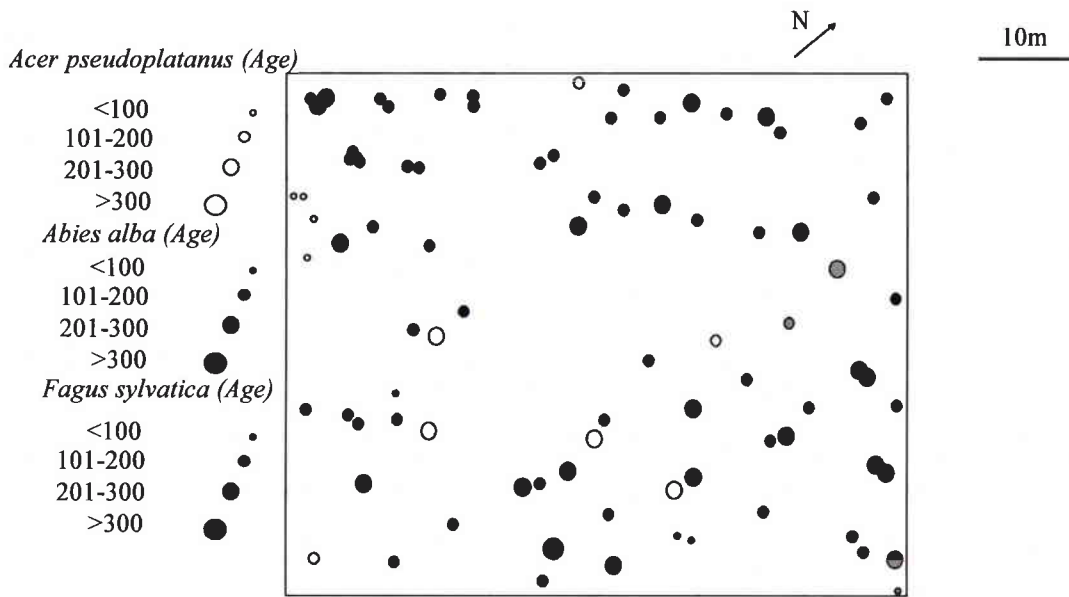 N
10m
Acer pseudoplatanus (Age)
<100
101-200
201-300
>300
Abies alba (Age)
<100
101-200
201-300
>300
Fagus sylvatica (Age)
<100
101-200
201-300
>300